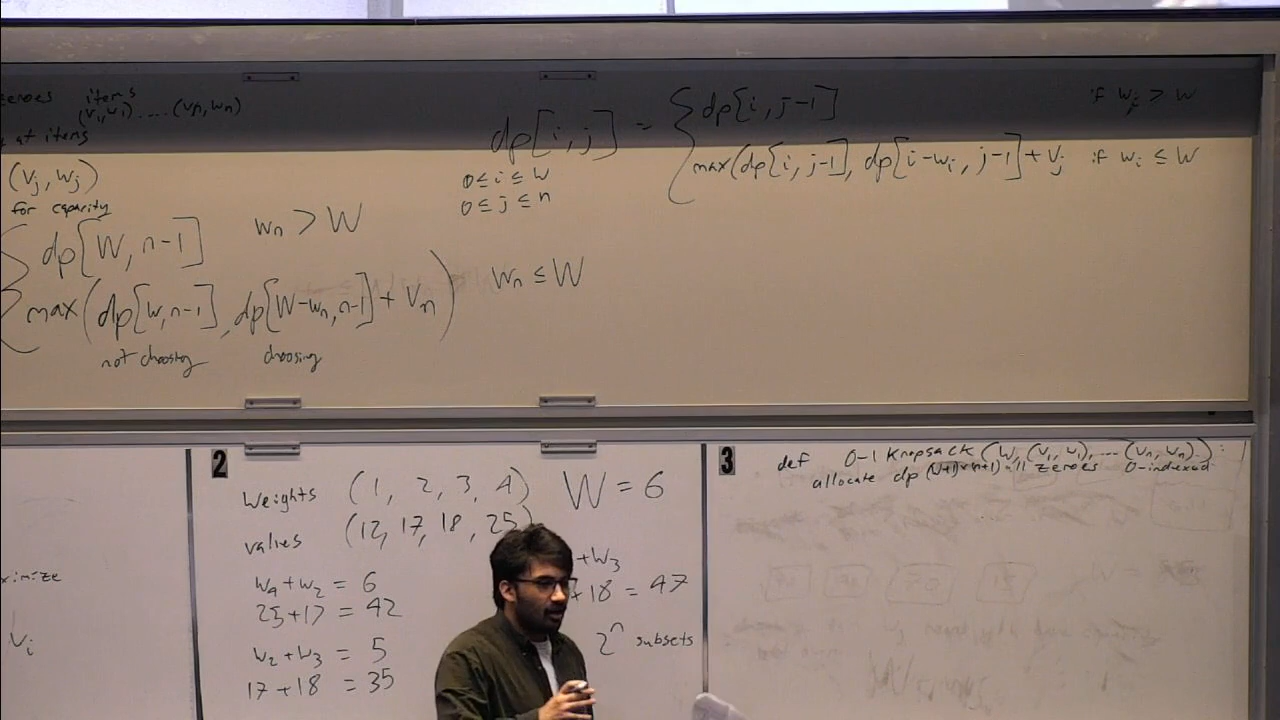 zeroes items
(v₁, w₁) .... (vₙ, wₙ)
at items
(vⱼ, wⱼ)
for capacity
dp[W, n-1] wₙ > W
max(dp[W, n-1], dp[W-wₙ, n-1] + vₙ) wₙ ≤ W
not choosing choosing
dp[i, j] = { dp[i, j-1] if wⱼ > W
max(dp[i, j-1], dp[i-wᵢ, j-1] + vⱼ if wᵢ ≤ W
0 ≤ i ≤ W
0 ≤ j ≤ n
vᵢ
2
Weights (1, 2, 3, 4) W = 6
values (12, 17, 18, 25)
w₄ + w₂ = 6
25 + 17 = 42
w₂ + w₃ = 5
17 + 18 = 35
+ w₃
+ 18 = 47
2ⁿ subsets
3
def 0-1 Knapsack (W, (v₁, w₁), ... (vₙ, wₙ)):
allocate dp (W+1)×(n+1) all zeroes 0-indexed